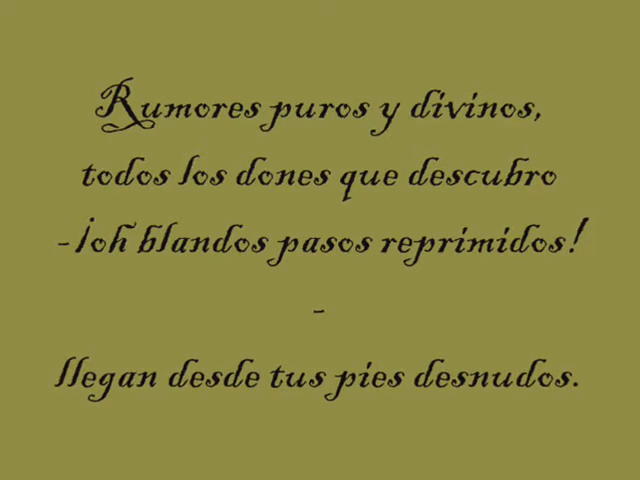 Rumores puros y divinos,
todos los dones que descubro
-¡oh blandos pasos reprimidos!
-
llegan desde tus pies desnudos.